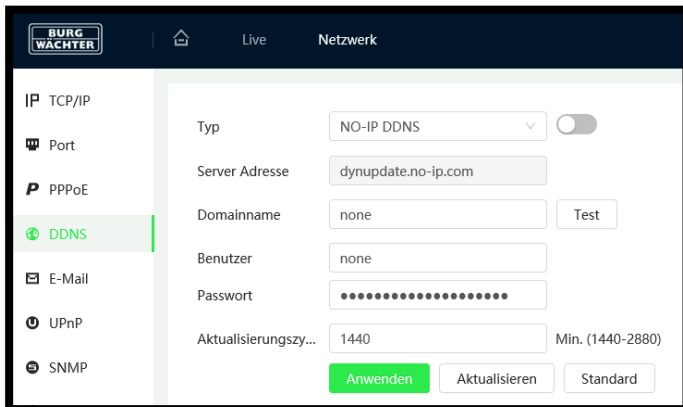 BURG
WÄCHTER
Live
Netzwerk
TCP/IP
Port
PPPoE
DDNS
E-Mail
UPnP
SNMP
Typ NO-IP DDNS
Server Adresse dynupdate.no-ip.com
Domainname none Test
Benutzer none
Passwort ••••••••••••••••••••
Aktualisierungszy... 1440 Min. (1440-2880)
Anwenden Aktualisieren Standard